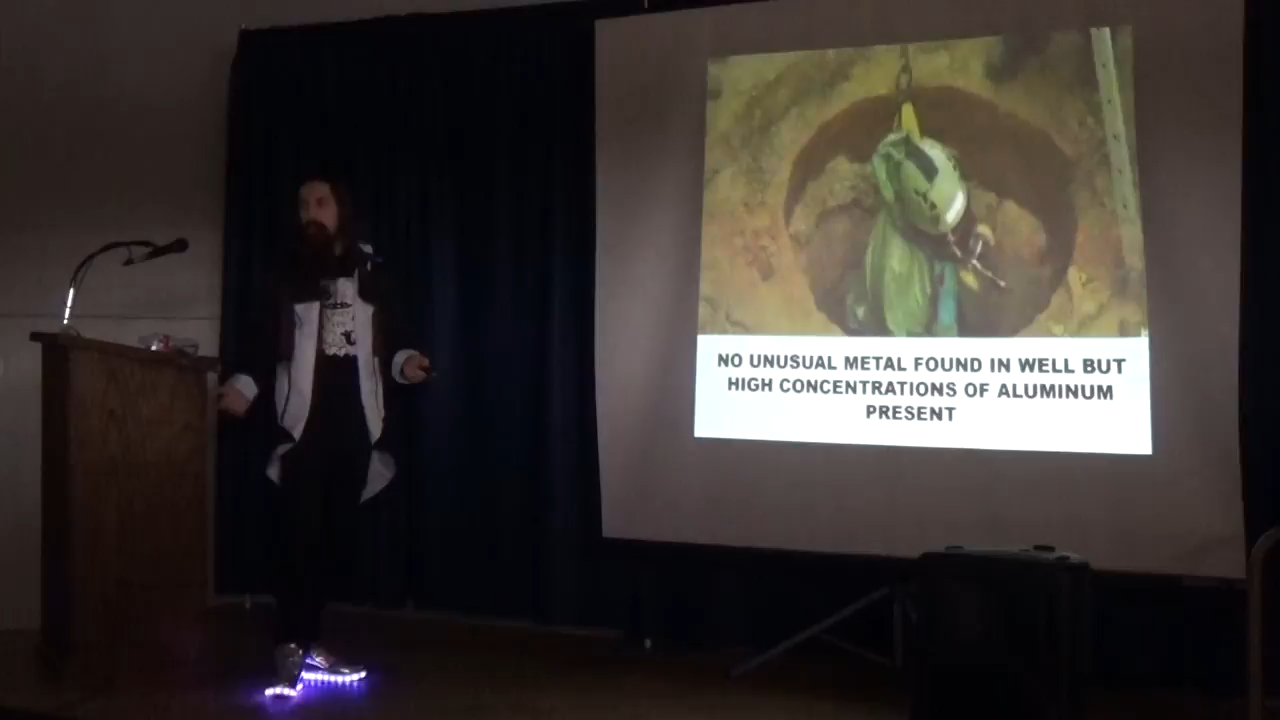 NO UNUSUAL METAL FOUND IN WELL BUT
HIGH CONCENTRATIONS OF ALUMINUM
PRESENT